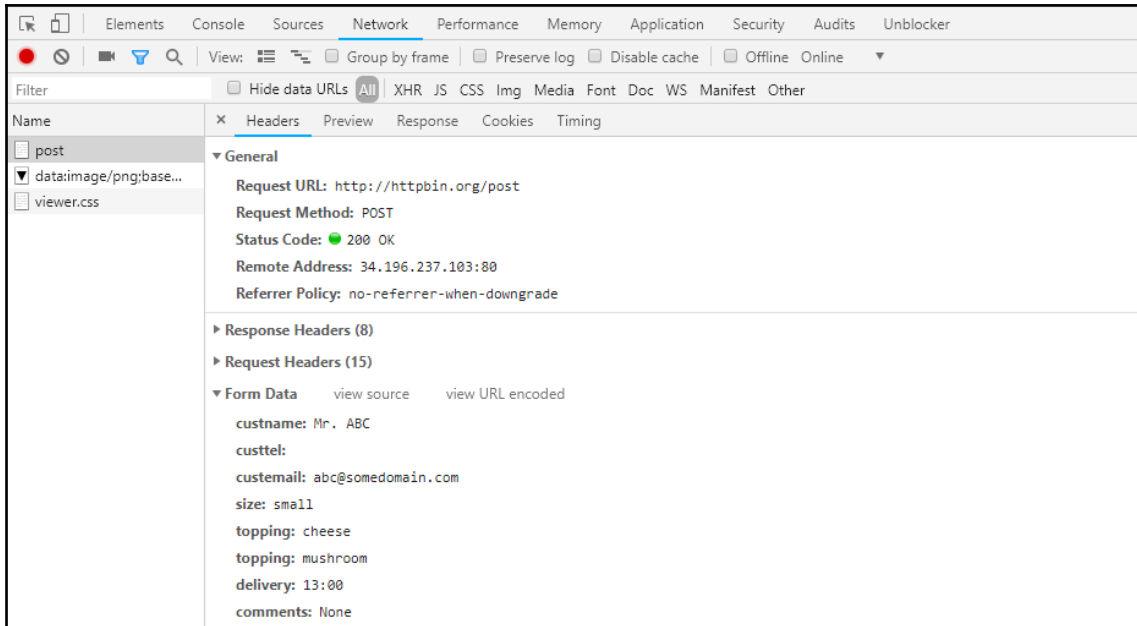 Elements Console Sources Network Performance Memory Application Security Audits Unblocker
View: Group by frame Preserve log Disable cache Offline Online
Filter Hide data URLs All XHR JS CSS Img Media Font Doc WS Manifest Other
Name × Headers Preview Response Cookies Timing
post
data:image/png;base...
viewer.css
General
Request URL: http://httpbin.org/post
Request Method: POST
Status Code: 200 OK
Remote Address: 34.196.237.103:80
Referrer Policy: no-referrer-when-downgrade
Response Headers (8)
Request Headers (15)
Form Data view source view URL encoded
custname: Mr. ABC
custtel:
custemail: abc@somedomain.com
size: small
topping: cheese
topping: mushroom
delivery: 13:00
comments: None